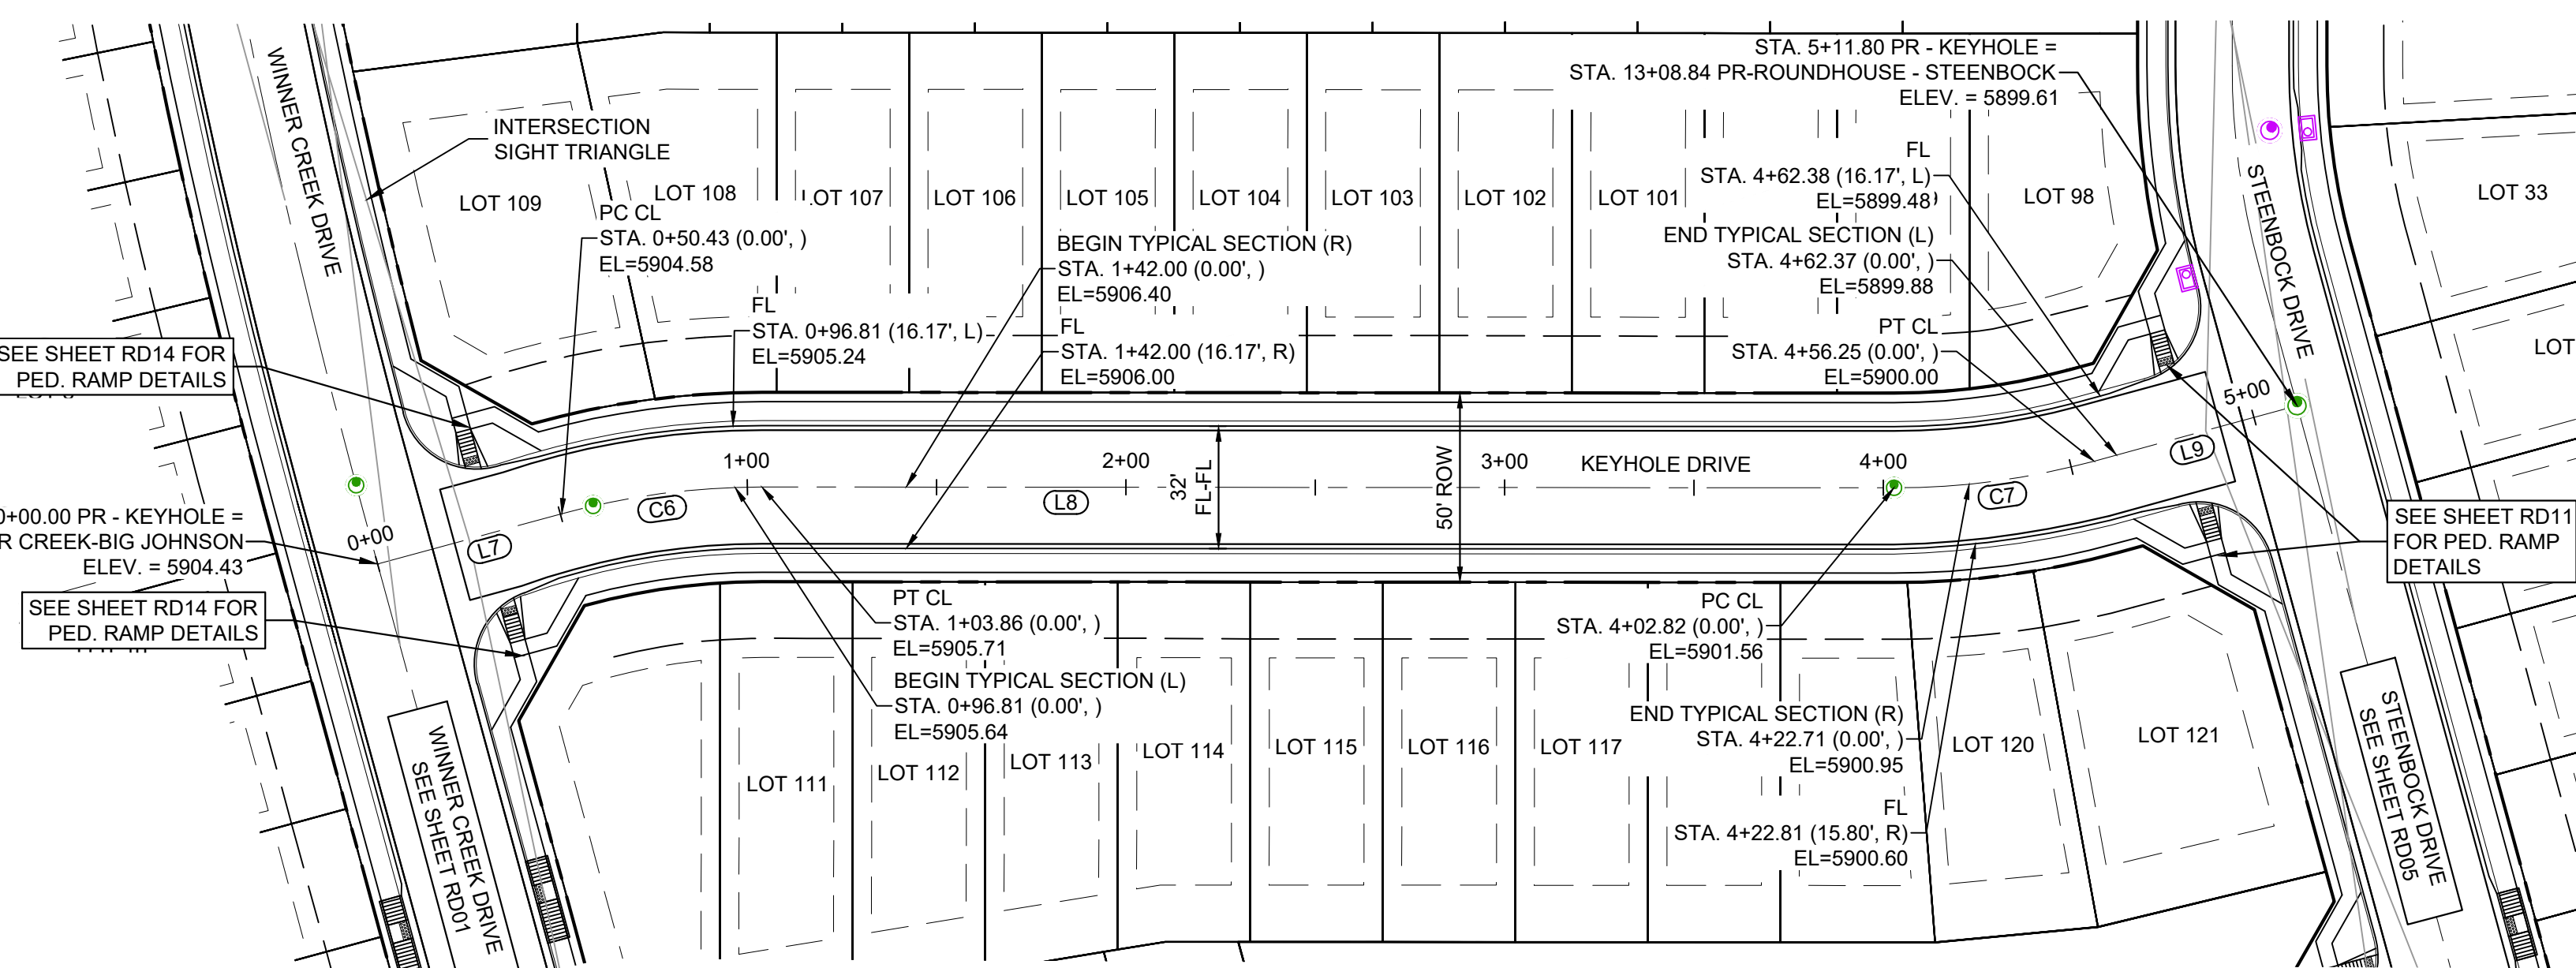 WINNER CREEK DRIVE
INTERSECTION
SIGHT TRIANGLE
LOT 109
LOT 108
LOT 107
LOT 106
LOT 105
LOT 104
LOT 103
LOT 102
LOT 101
LOT 98
LOT 33
LOT
STA. 5+11.80 PR - KEYHOLE =
STA. 13+08.84 PR-ROUNDHOUSE - STEENBOCK
ELEV. = 5899.61
STEENBOCK DRIVE
PC CL
STA. 0+50.43 (0.00', )
EL=5904.58
FL
STA. 0+96.81 (16.17', L)
EL=5905.24
BEGIN TYPICAL SECTION (R)
STA. 1+42.00 (0.00', )
EL=5906.40
FL
STA. 1+42.00 (16.17', R)
EL=5906.00
FL
STA. 4+62.38 (16.17', L)
EL=5899.48
END TYPICAL SECTION (L)
STA. 4+62.37 (0.00', )
EL=5899.88
PT CL
STA. 4+56.25 (0.00', )
EL=5900.00
SEE SHEET RD14 FOR
PED. RAMP DETAILS
0+00.00 PR - KEYHOLE =
R CREEK-BIG JOHNSON
ELEV. = 5904.43
SEE SHEET RD14 FOR
PED. RAMP DETAILS
0+00
L7
C6
1+00
L8
2+00
32'
FL-FL
50' ROW
3+00
KEYHOLE DRIVE
4+00
C7
L9
5+00
SEE SHEET RD11
FOR PED. RAMP
DETAILS
PT CL
STA. 1+03.86 (0.00', )
EL=5905.71
BEGIN TYPICAL SECTION (L)
STA. 0+96.81 (0.00', )
EL=5905.64
PC CL
STA. 4+02.82 (0.00', )
EL=5901.56
END TYPICAL SECTION (R)
STA. 4+22.71 (0.00', )
EL=5900.95
FL
STA. 4+22.81 (15.80', R)
EL=5900.60
LOT 111
LOT 112
LOT 113
LOT 114
LOT 115
LOT 116
LOT 117
LOT 120
LOT 121
WINNER CREEK DRIVE
SEE SHEET RD01
STEENBOCK DRIVE
SEE SHEET RD05